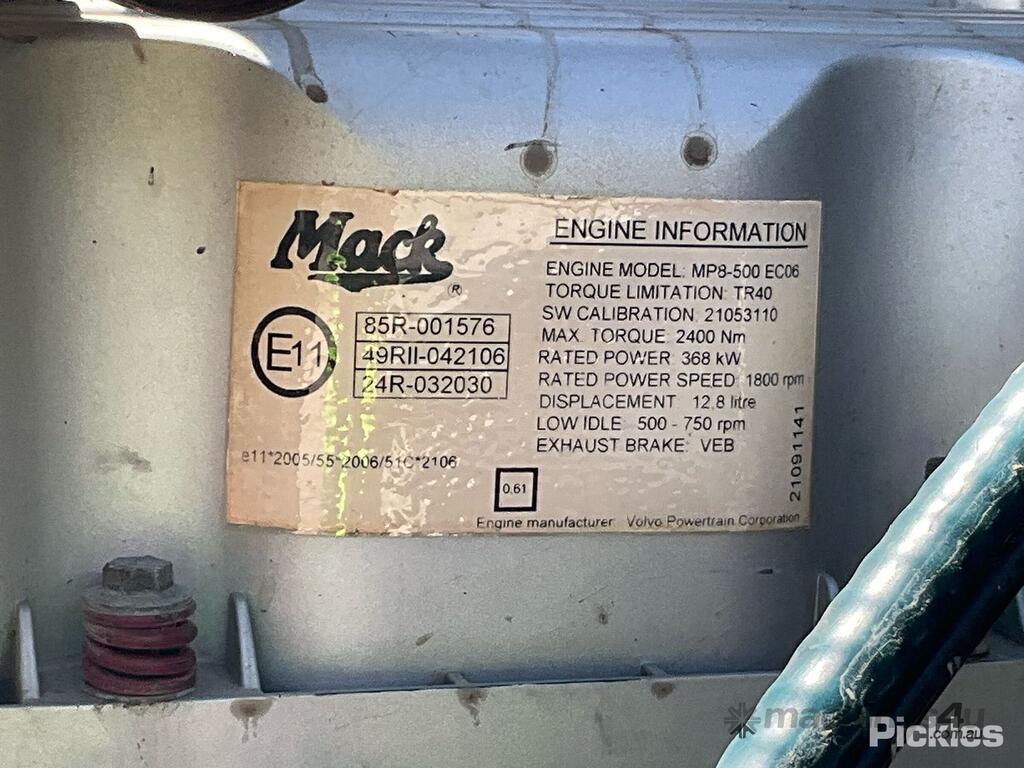 Mack
®
E11
85R-001576
49RII-042106
24R-032030
e11*2005/55*2006/51C*2106
ENGINE INFORMATION
ENGINE MODEL: MP8-500 EC06
TORQUE LIMITATION: TR40
SW CALIBRATION: 21053110
MAX. TORQUE: 2400 Nm
RATED POWER: 368 kW
RATED POWER SPEED: 1800 rpm
DISPLACEMENT: 12.8 litre
LOW IDLE: 500 - 750 rpm
EXHAUST BRAKE: VEB
21091141
0.61
Engine manufacturer: Volvo Powertrain Corporation
4u
.com.au
Pickles